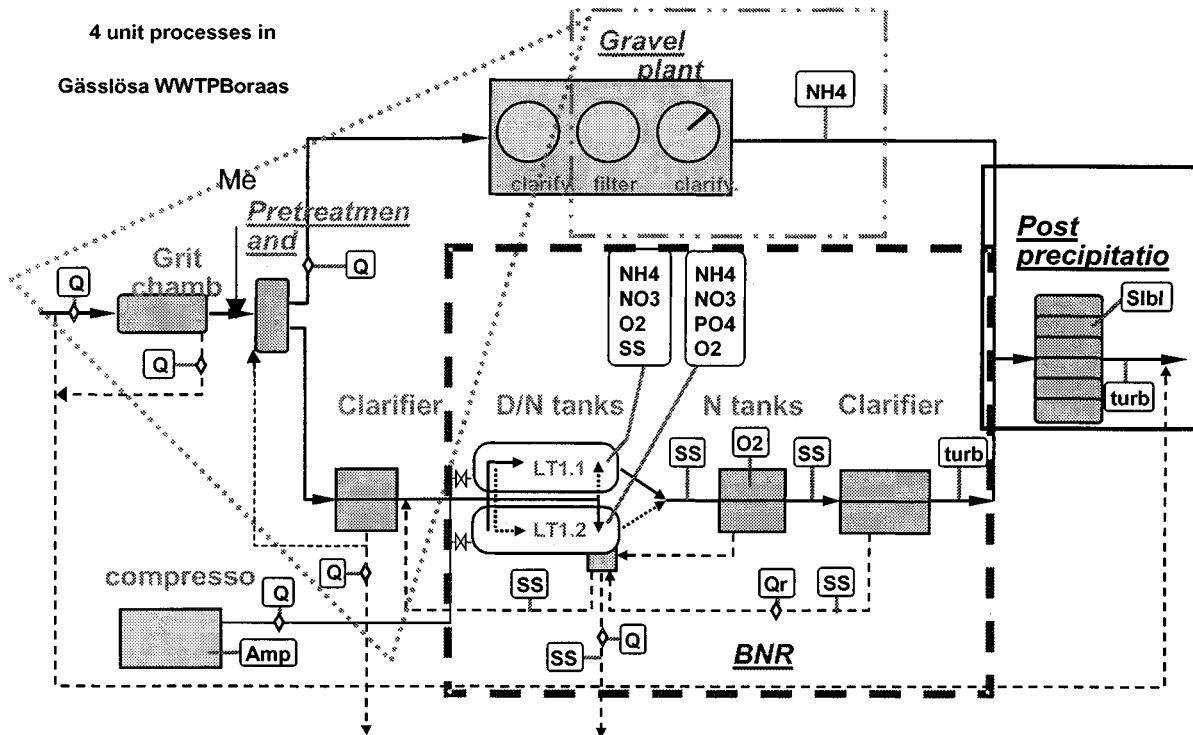 4 unit processes in
Gässlösa WWTPBoraas
Gravel
plant
NH4
clarify.
filter
clarify.
Më
Pretreatmen
and
Q
Grit
chamb
Q
Q
NH4
NO3
O2
SS
NH4
NO3
PO4
O2
Post
precipitatio
Slbl
turb
Clarifier
D/N tanks
N tanks
Clarifier
LT1.1
SS
O2
SS
turb
LT1.2
compresso
Q
Q
Amp
SS
Qr
SS
SS
Q
BNR